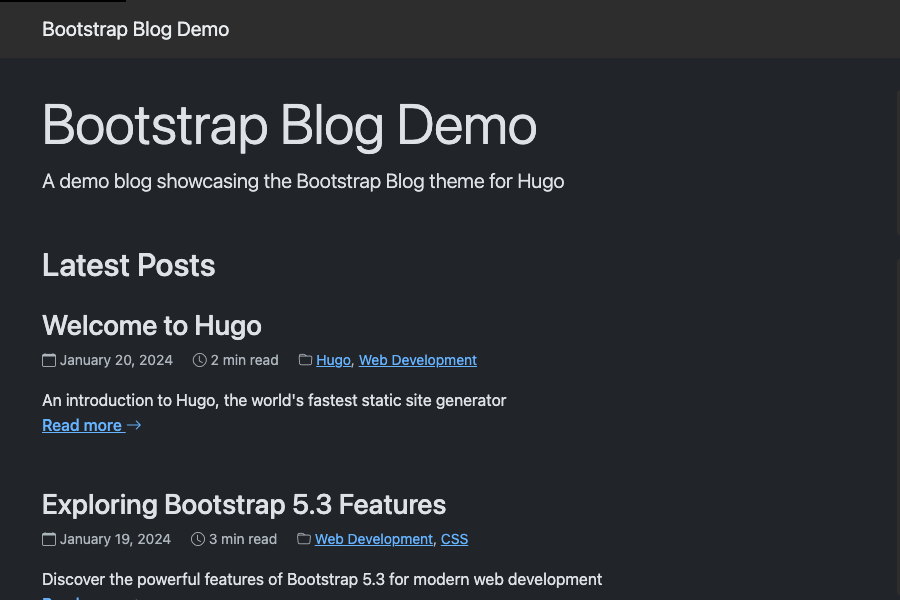 Bootstrap Blog Demo
Bootstrap Blog Demo
A demo blog showcasing the Bootstrap Blog theme for Hugo
Latest Posts
Welcome to Hugo
January 20, 2024 2 min read Hugo, Web Development
An introduction to Hugo, the world's fastest static site generator
Read more →
Exploring Bootstrap 5.3 Features
January 19, 2024 3 min read Web Development, CSS
Discover the powerful features of Bootstrap 5.3 for modern web development